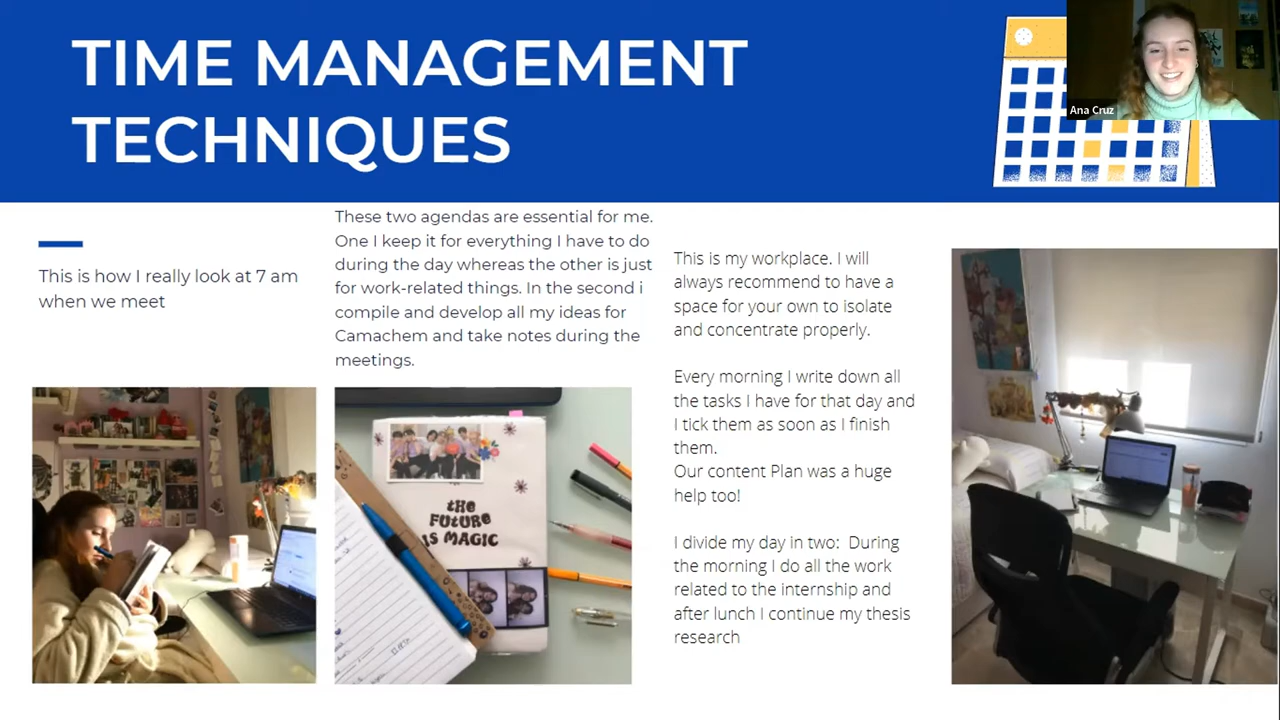 TIME MANAGEMENT
TECHNIQUES
Ana Cruz
This is how I really look at 7 am
when we meet
These two agendas are essential for me.
One I keep it for everything I have to do
during the day whereas the other is just
for work-related things. In the second i
compile and develop all my ideas for
Camachem and take notes during the
meetings.
tHE
FUtURE
IS MAGIC
This is my workplace. I will
always recommend to have a
space for your own to isolate
and concentrate properly.
Every morning I write down all
the tasks I have for that day and
I tick them as soon as I finish
them.
Our content Plan was a huge
help too!
I divide my day in two:  During
the morning I do all the work
related to the internship and
after lunch I continue my thesis
research